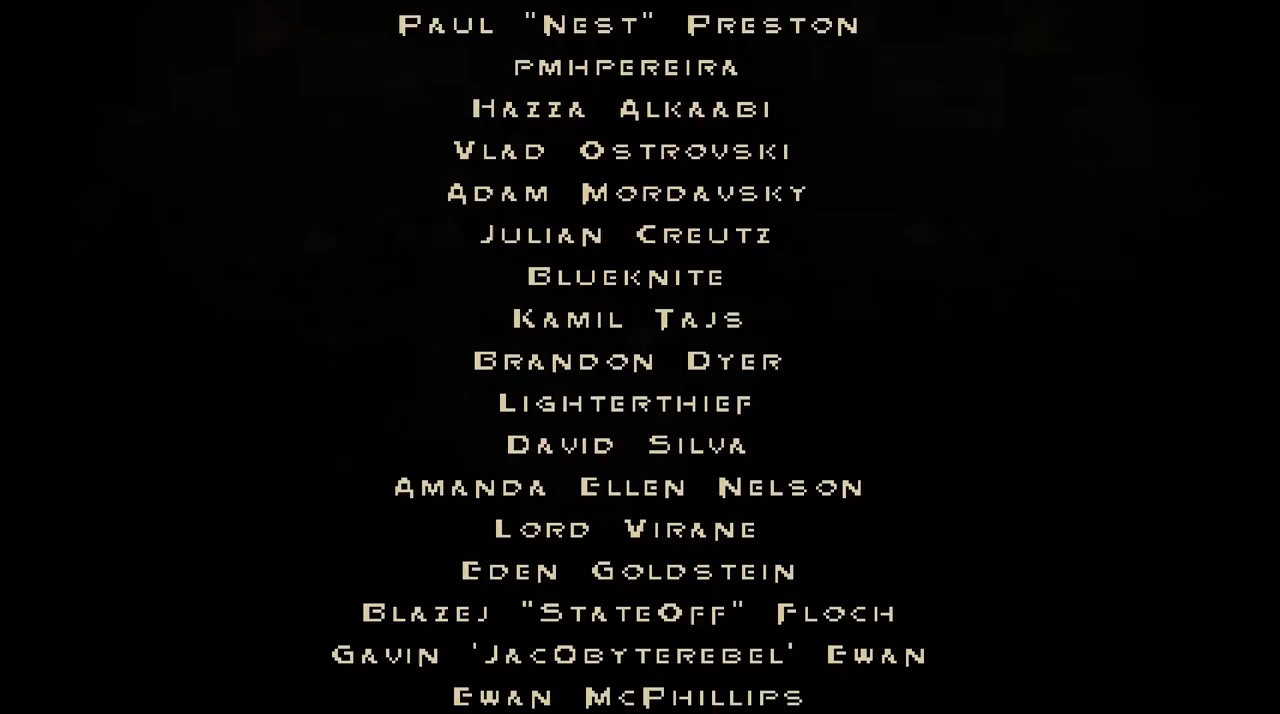 Paul "Nest" Preston
pmhpereira
Hazza Alkaabi
Vlad Ostrovski
Adam Mordavsky
Julian Creutz
Blueknite
Kamil Tajs
Brandon Dyer
Lighterthief
David Silva
Amanda Ellen Nelson
Lord Virane
Eden Goldstein
Blazej "StateOff" Floch
Gavin 'JacObyterebel' Ewan
Ewan McPhillips